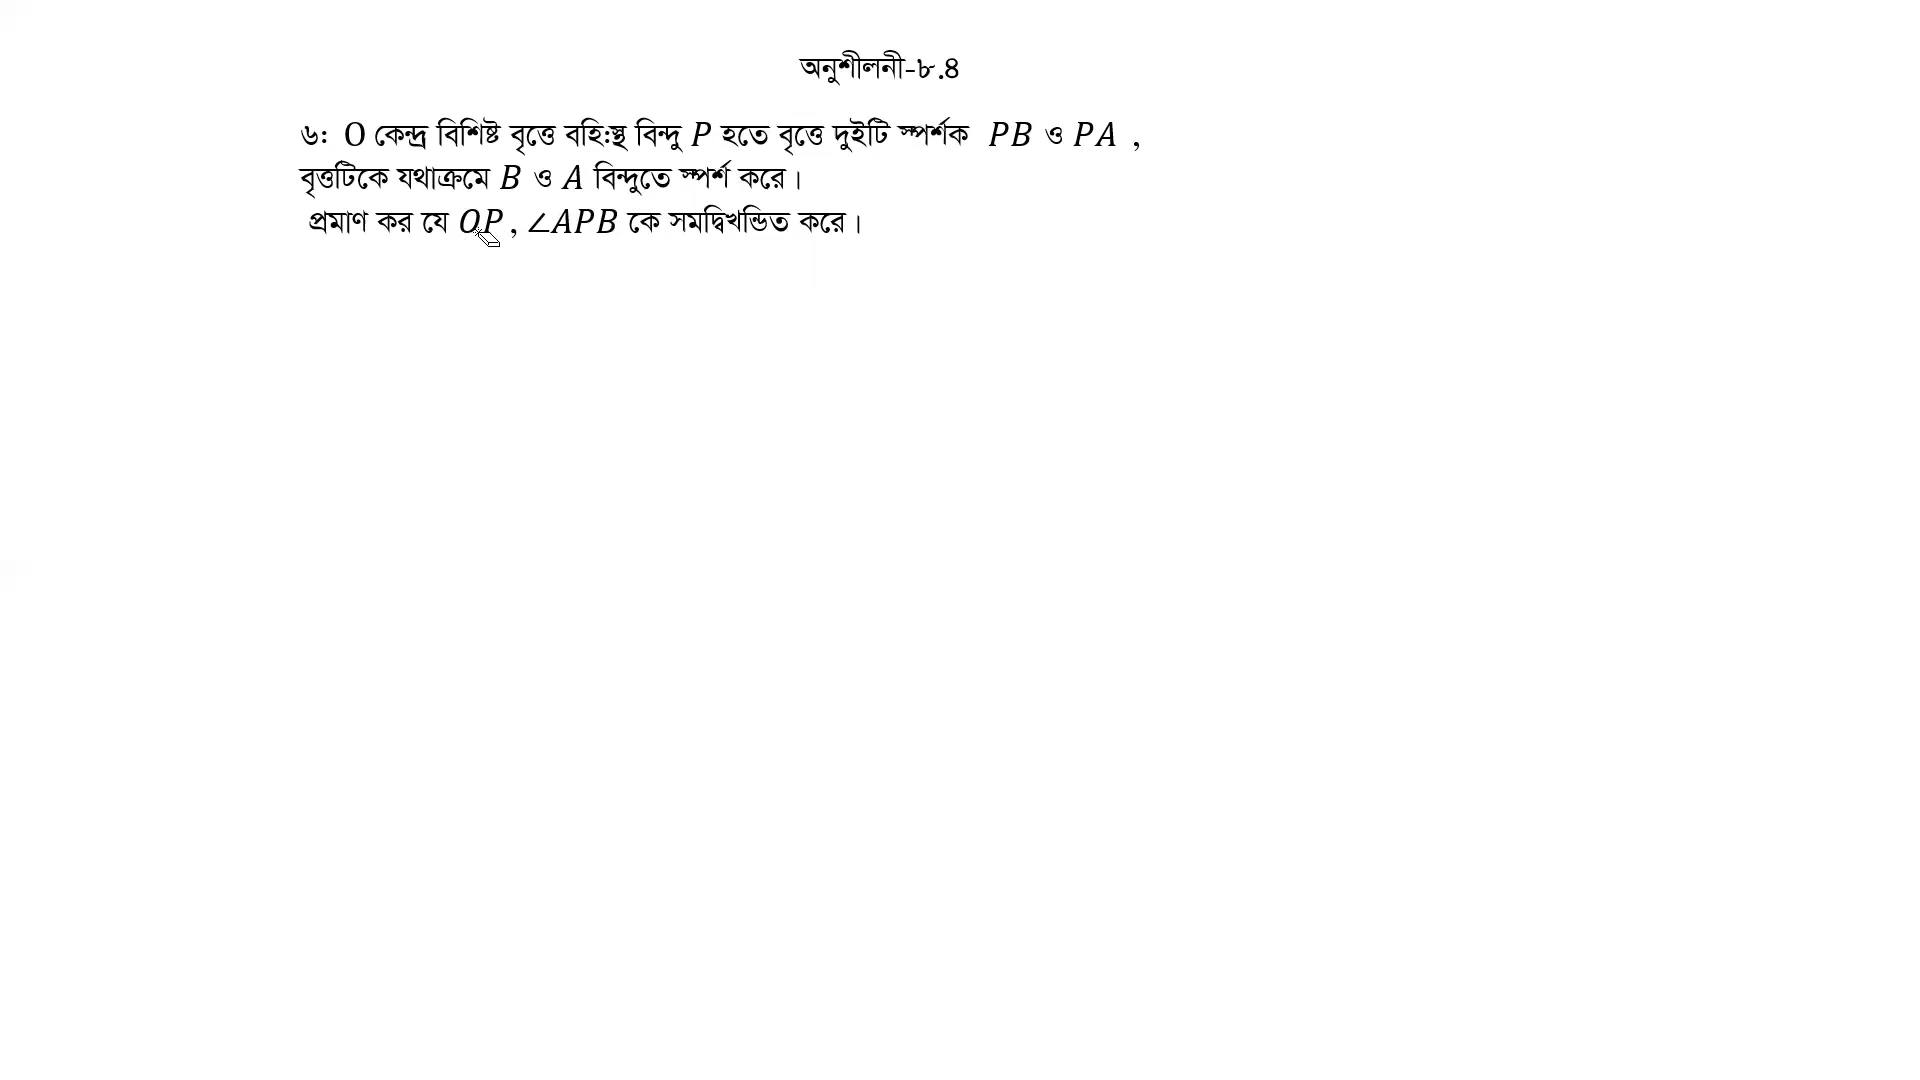 অনুশীলনী-৮.৪
৬: O কেন্দ্র বিশিষ্ট বৃত্তে বহি:স্থ বিন্দু P হতে বৃত্তে দুইটি স্পর্শক PB ও PA ,
বৃত্তটিকে যথাক্রমে B ও A বিন্দুতে স্পর্শ করে।
প্রমাণ কর যে OP , ∠APB কে সমদ্বিখন্ডিত করে।